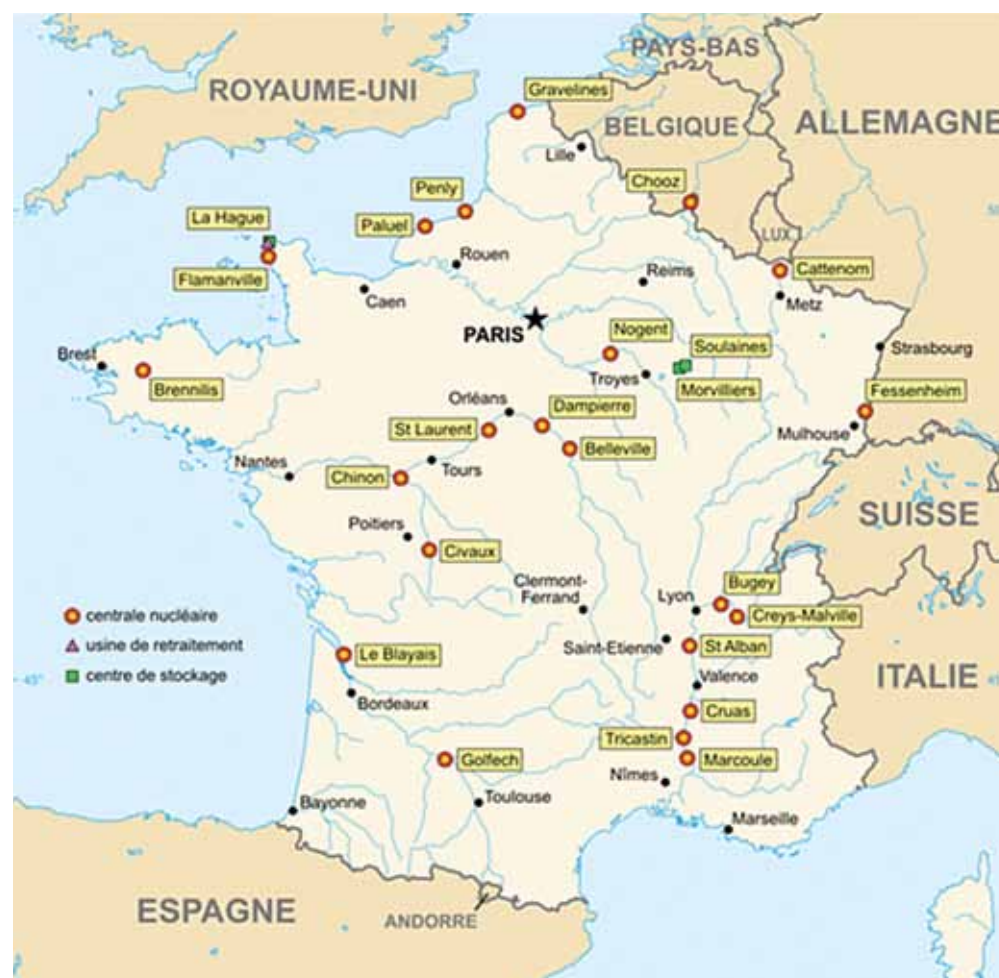 PAYS-BAS
ROYAUME-UNI
Gravelines
BELGIQUE
ALLEMAGNE
Lille
Penly
Chooz
La Hague
Paluel
LUX
Rouen
Reims
Cattenom
Flamanville
Caen
Metz
PARIS
Nogent
Soulaines
Brest
Strasbourg
Brennilis
Troyes
Morvilliers
Fessenheim
Orléans
Dampierre
St Laurent
Mulhouse
Belleville
Nantes
Tours
Chinon
SUISSE
Poitiers
Civaux
Clermont-
Ferrand
Bugey
Lyon
centrale nucléaire
Creys-Malville
usine de retraitement
Saint-Etienne
St Alban
Le Blayais
centre de stockage
45°
Valence
ITALIE
Bordeaux
Cruas
Tricastin
Golfech
Marcoule
Nîmes
Bayonne
Toulouse
Marseille
ESPAGNE
ANDORRE